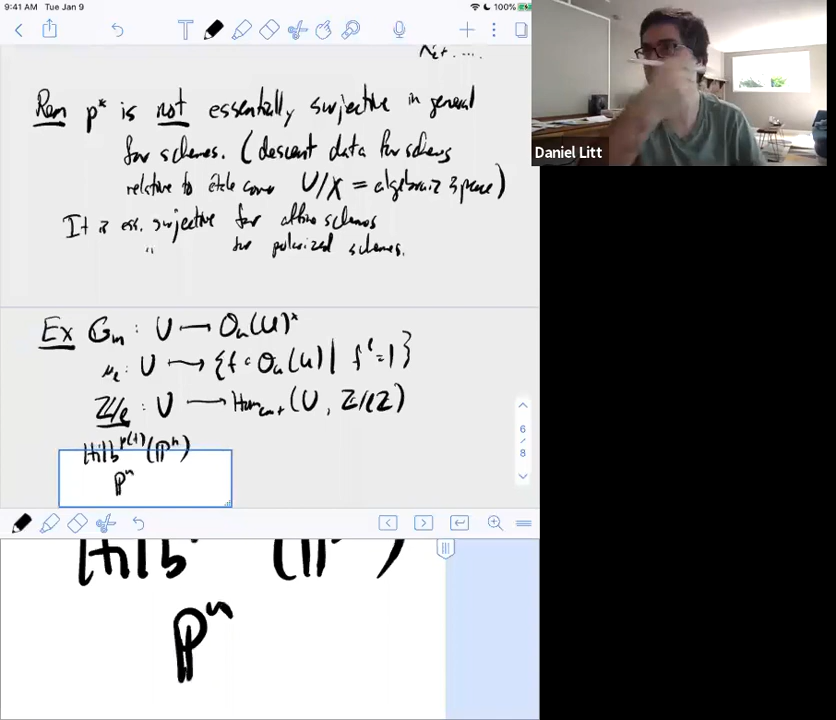 9:41 AM Tue Jan 9
100%
Rem p* is not essentially surjective in general
for schemes. (descent data for schemes
relative to étale cover U/X = algebraic space)
It is ess. surjective for affine schemes
" for polarized schemes.
Daniel Litt
Ex G_m : U ⟼ O_u(U)^x
μ_ℓ : U ⟼ {f ∈ O_u(U) | f^ℓ = 1}
Z/ℓ : U ⟼ Hom_cont(U, Z/ℓZ)
Hilb^p(t)(P^n)
P^n
6
/
8
P^n